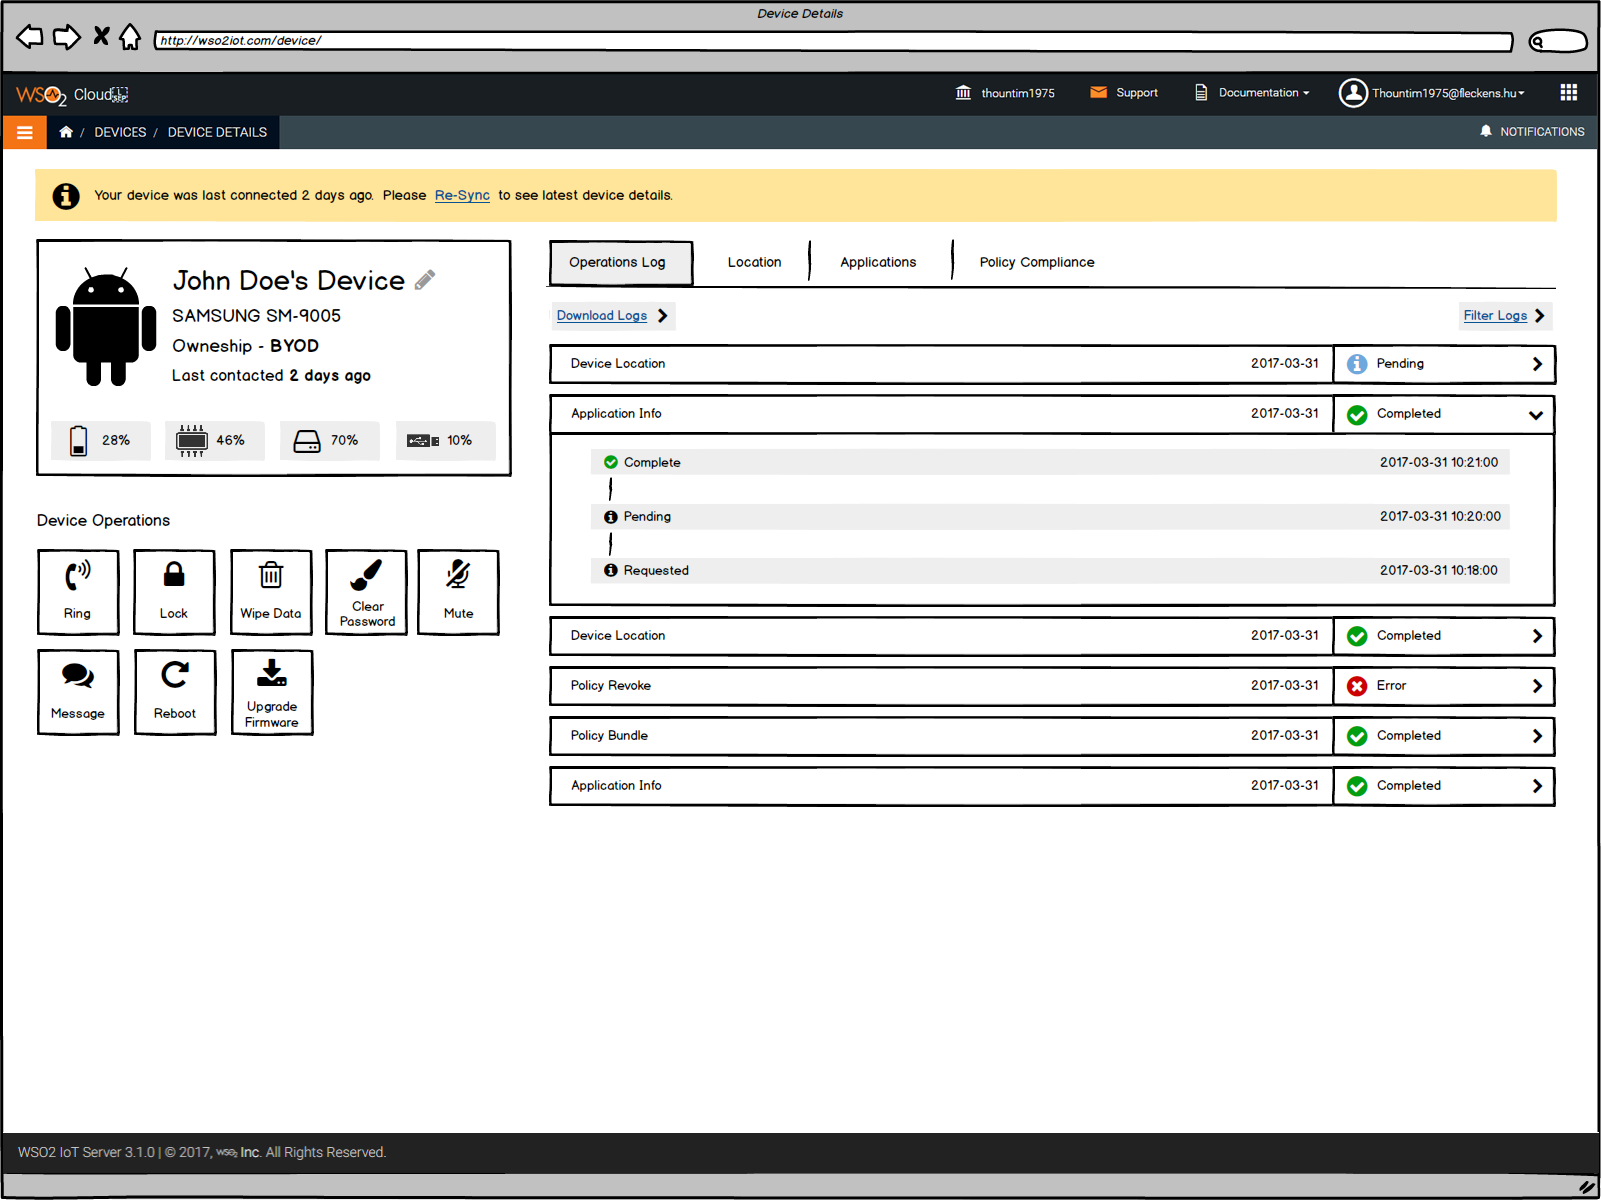 Device Details
http://wso2iot.com/device/
WSO2 Cloud
thountim1975
Support
Documentation
Thountim1975@fleckens.hu
/ DEVICES / DEVICE DETAILS
NOTIFICATIONS
Your device was last connected 2 days ago. Please Re-Sync to see latest device details.
John Doe's Device
SAMSUNG SM-9005
Owneship - BYOD
Last contacted 2 days ago
28%
46%
70%
10%
Device Operations
Ring
Lock
Wipe Data
Clear
Password
Mute
Message
Reboot
Upgrade
Firmware
Operations Log
Location
Applications
Policy Compliance
Download Logs
Filter Logs
Device Location 2017-03-31 Pending
Application Info 2017-03-31 Completed
Complete 2017-03-31 10:21:00
Pending 2017-03-31 10:20:00
Requested 2017-03-31 10:18:00
Device Location 2017-03-31 Completed
Policy Revoke 2017-03-31 Error
Policy Bundle 2017-03-31 Completed
Application Info 2017-03-31 Completed
WSO2 IoT Server 3.1.0 | © 2017, WSO2 Inc. All Rights Reserved.